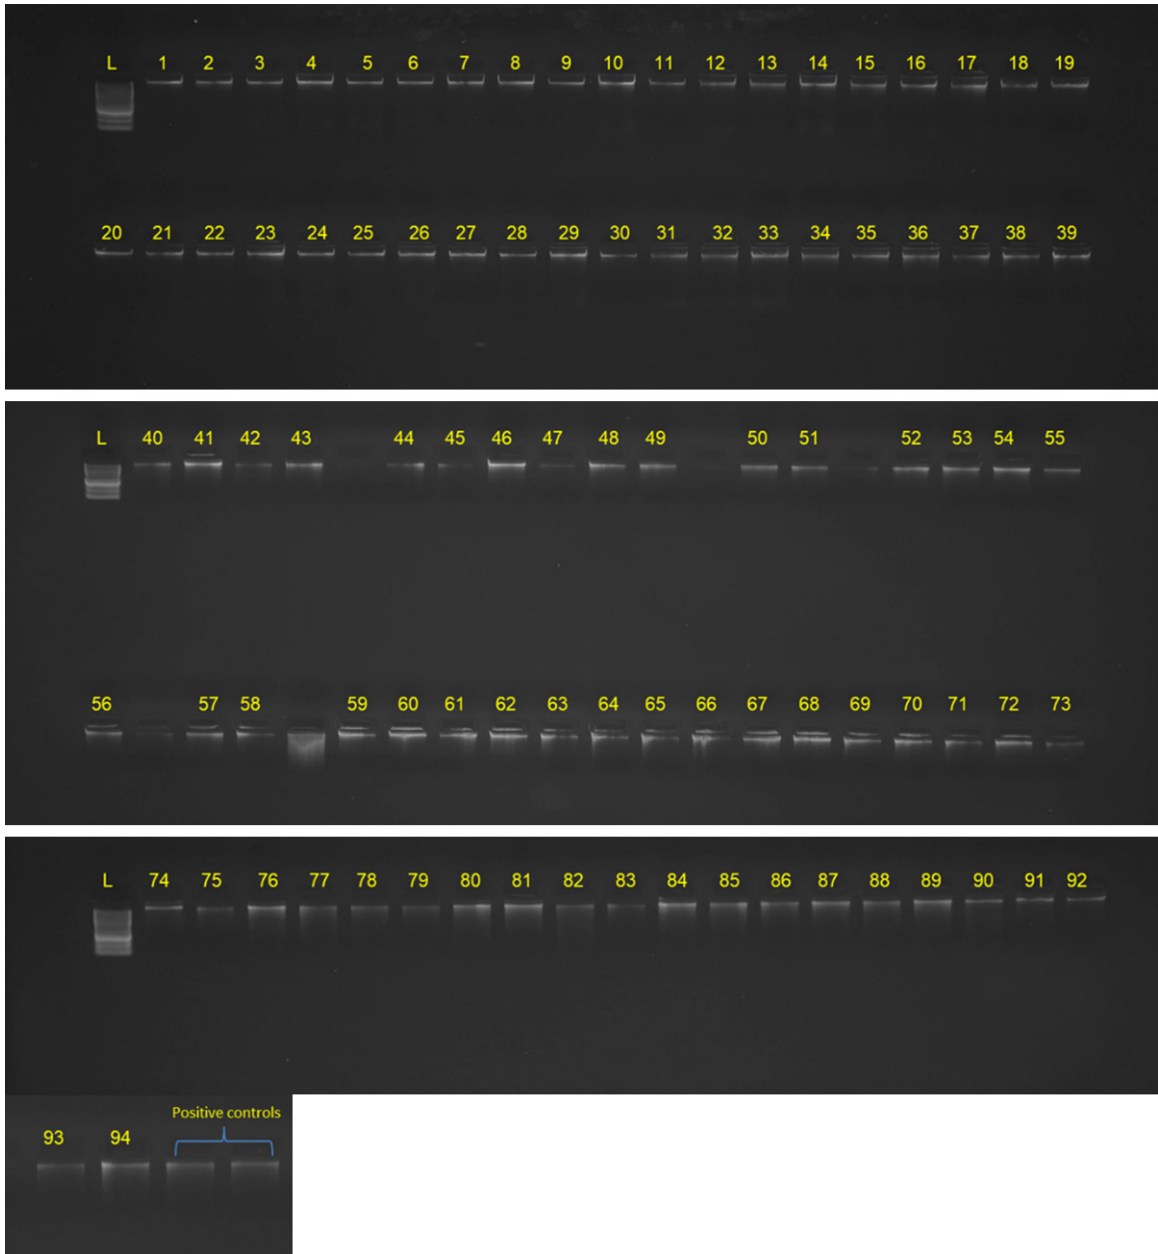 L 1 2 3 4 5 6 7 8 9 10 11 12 13 14 15 16 17 18 19
20 21 22 23 24 25 26 27 28 29 30 31 32 33 34 35 36 37 38 39
L 40 41 42 43 44 45 46 47 48 49 50 51 52 53 54 55
56 57 58 59 60 61 62 63 64 65 66 67 68 69 70 71 72 73
L 74 75 76 77 78 79 80 81 82 83 84 85 86 87 88 89 90 91 92
Positive controls
93 94